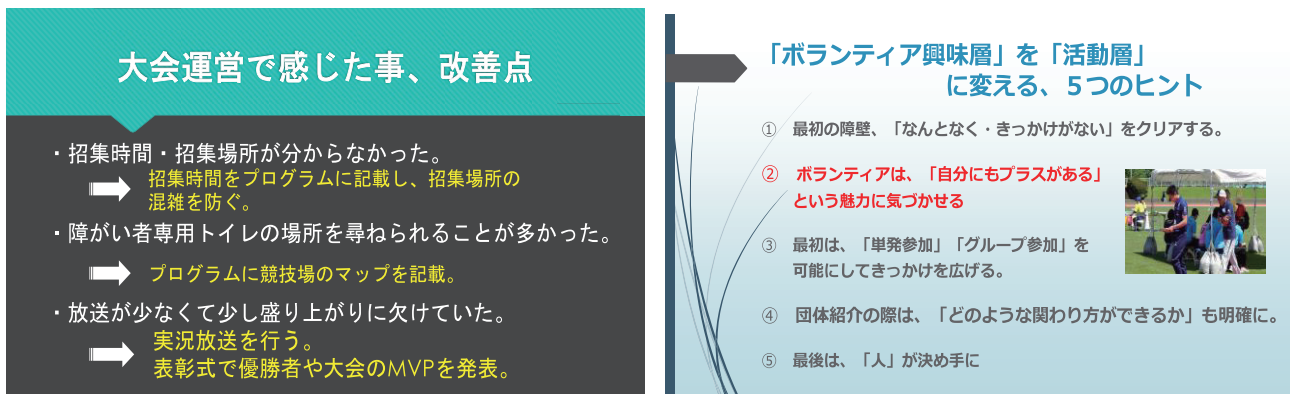 大会運営で感じた事、改善点
・招集時間・招集場所が分からなかった。
招集時間をプログラムに記載し、招集場所の
混雑を防ぐ。
・障がい者専用トイレの場所を尋ねられることが多かった。
プログラムに競技場のマップを記載。
・放送が少なくて少し盛り上がりに欠けていた。
実況放送を行う。
表彰式で優勝者や大会のMVPを発表。
「ボランティア興味層」を「活動層」
に変える、５つのヒント
① 最初の障壁、「なんとなく・きっかけがない」をクリアする。
② ボランティアは、「自分にもプラスがある」
という魅力に気づかせる
③ 最初は、「単発参加」「グループ参加」を
可能にしてきっかけを広げる。
④ 団体紹介の際は、「どのような関わり方ができるか」も明確に。
⑤ 最後は、「人」が決め手に